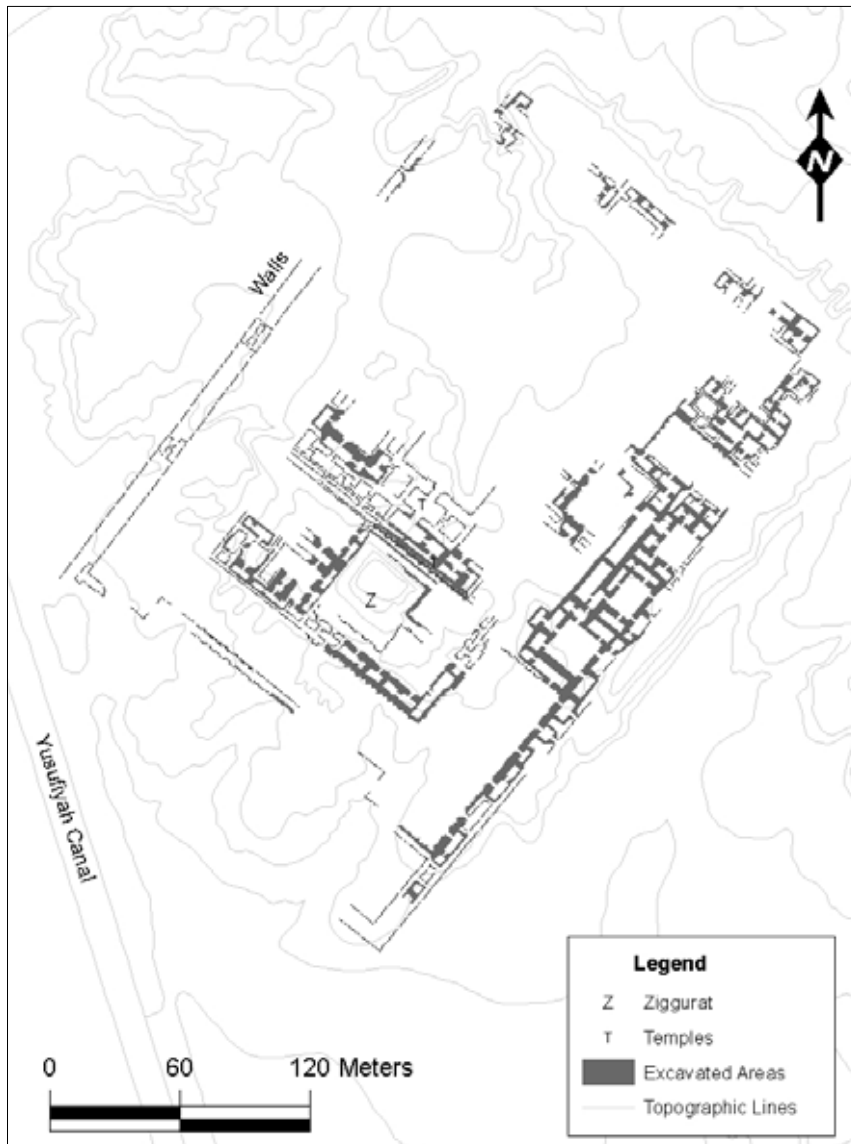 N
Walls
T
Z
Yusufiyah Canal
Legend
Z Ziggurat
T Temples
Excavated Areas
Topographic Lines
0 60 120 Meters